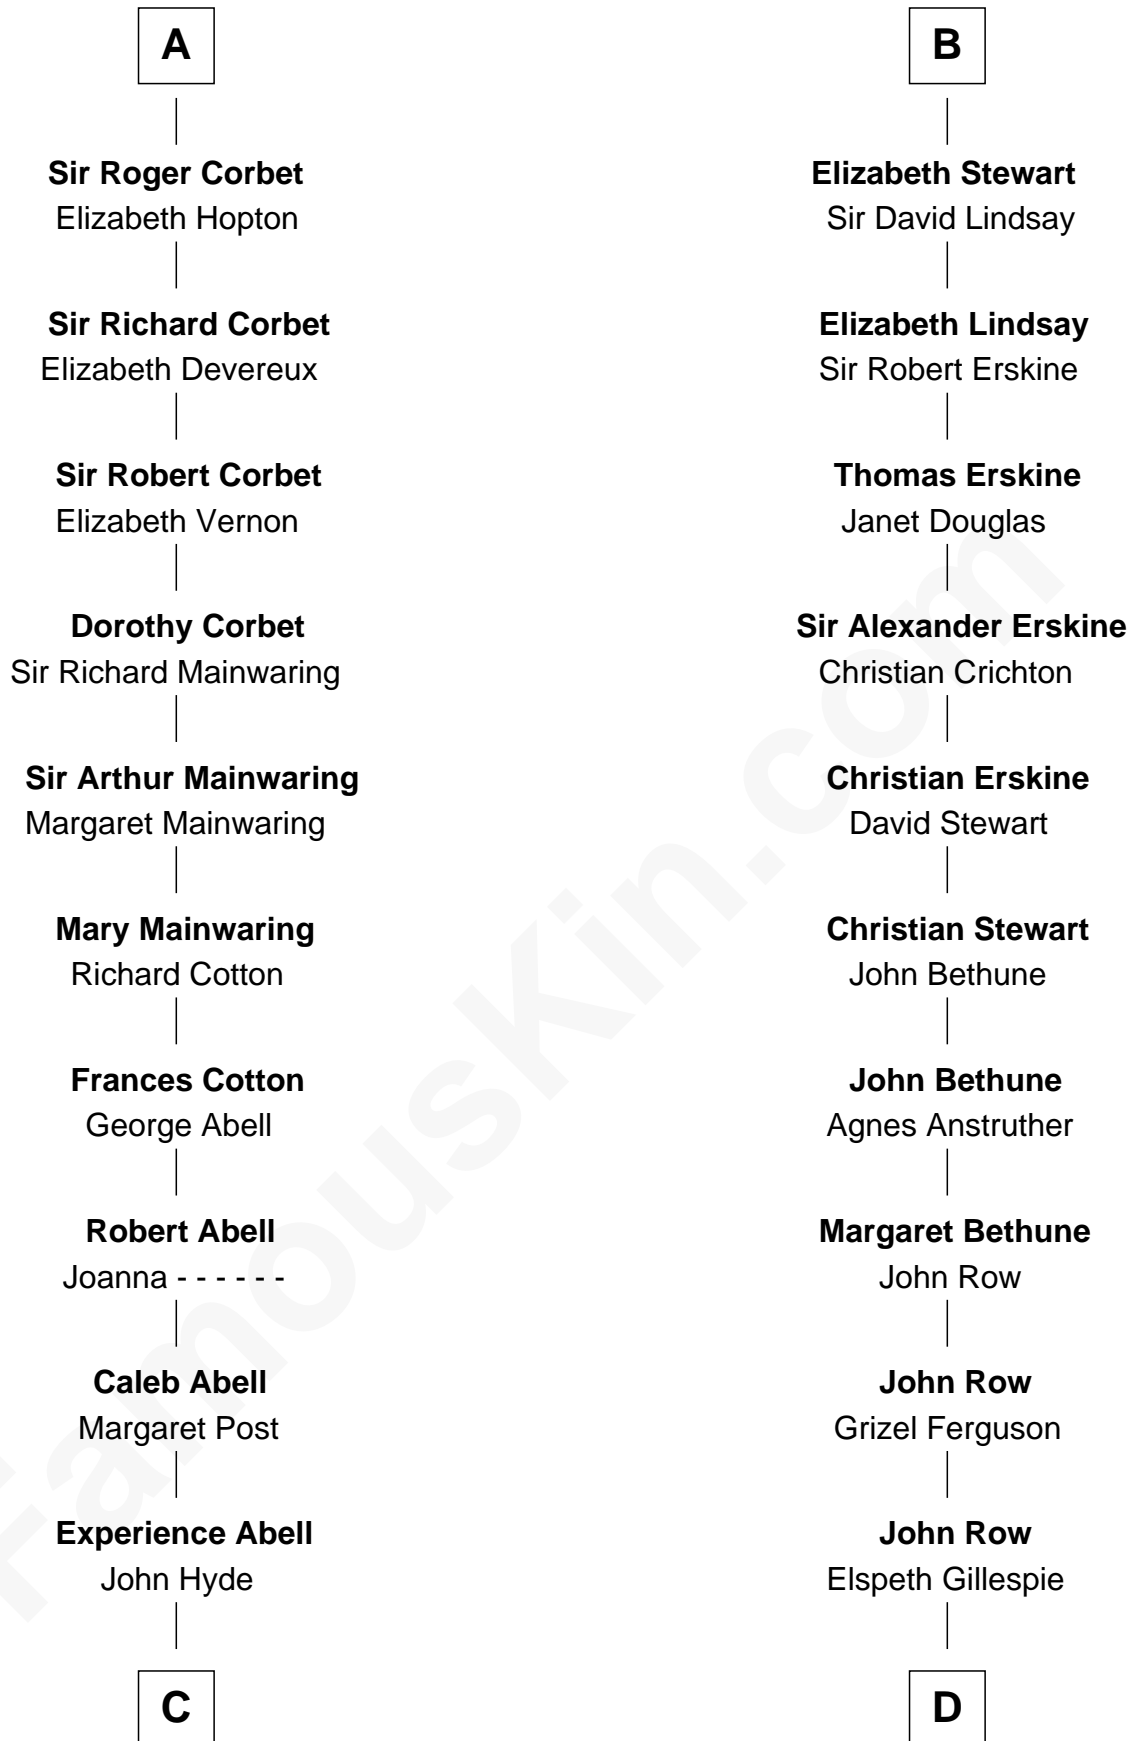 A
Sir Roger Corbet
Elizabeth Hopton
Sir Richard Corbet
Elizabeth Devereux
Sir Robert Corbet
Elizabeth Vernon
Dorothy Corbet
Sir Richard Mainwaring
Sir Arthur Mainwaring
Margaret Mainwaring
Mary Mainwaring
Richard Cotton
Frances Cotton
George Abell
Robert Abell
Joanna - - - - - -
Caleb Abell
Margaret Post
Experience Abell
John Hyde
C
B
Elizabeth Stewart
Sir David Lindsay
Elizabeth Lindsay
Sir Robert Erskine
Thomas Erskine
Janet Douglas
Sir Alexander Erskine
Christian Crichton
Christian Erskine
David Stewart
Christian Stewart
John Bethune
John Bethune
Agnes Anstruther
Margaret Bethune
John Row
John Row
Grizel Ferguson
John Row
Elspeth Gillespie
D
FamousKin.com